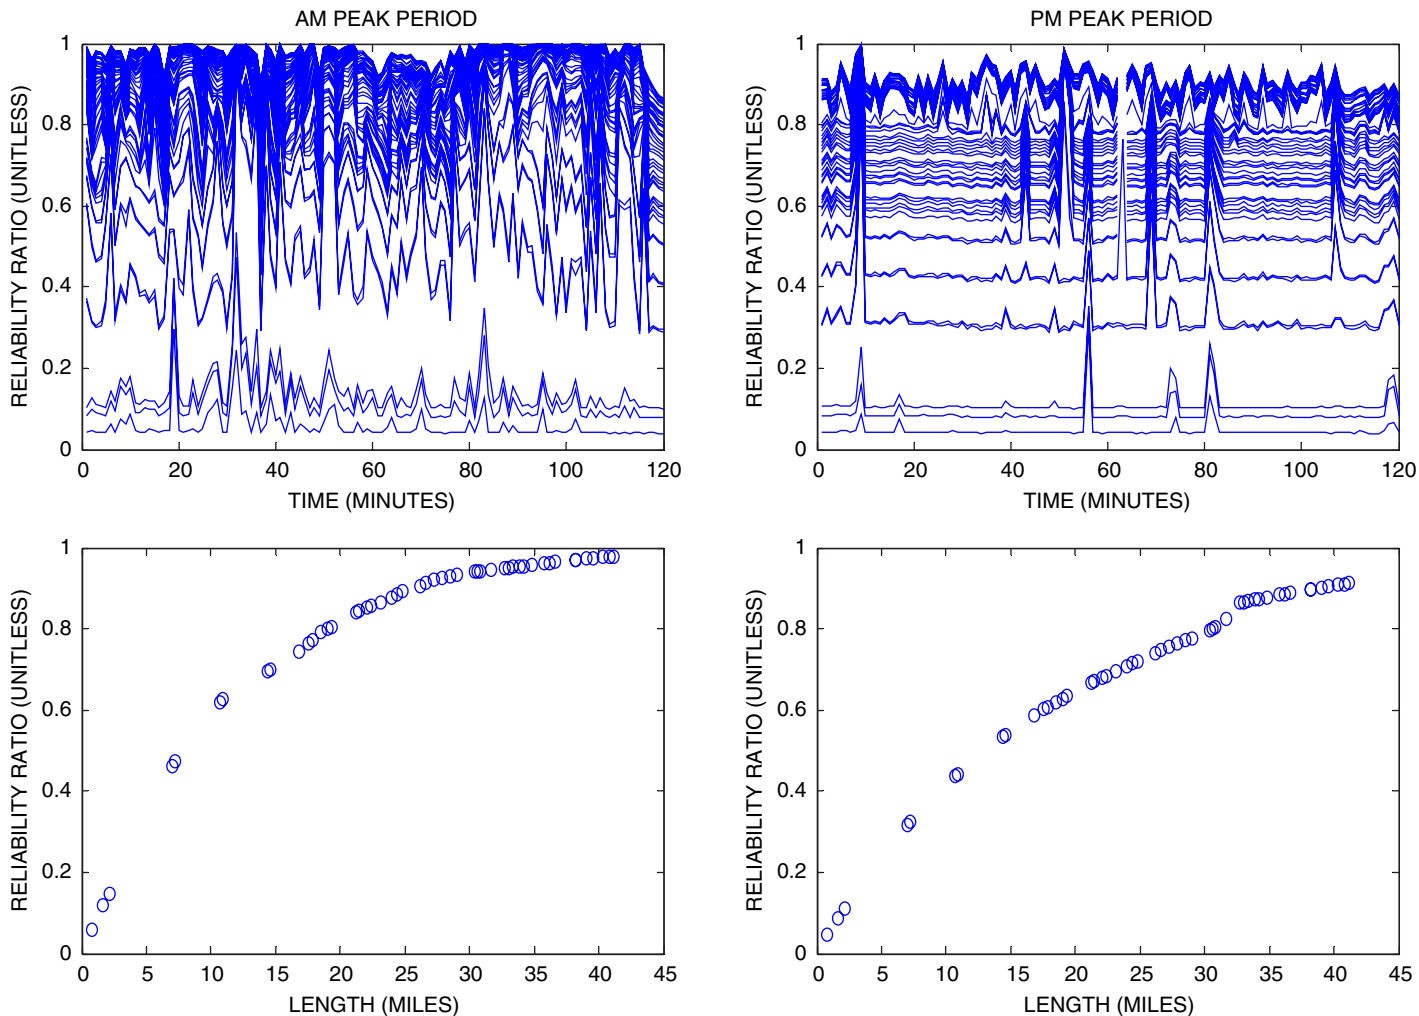 AM PEAK PERIOD
RELIABILITY RATIO (UNITLESS)
1
0.8
0.6
0.4
0.2
0
0 20 40 60 80 100 120
TIME (MINUTES)
PM PEAK PERIOD
RELIABILITY RATIO (UNITLESS)
1
0.8
0.6
0.4
0.2
0
0 20 40 60 80 100 120
TIME (MINUTES)
RELIABILITY RATIO (UNITLESS)
1
0.8
0.6
0.4
0.2
0
0 5 10 15 20 25 30 35 40 45
LENGTH (MILES)
RELIABILITY RATIO (UNITLESS)
1
0.8
0.6
0.4
0.2
0
0 5 10 15 20 25 30 35 40 45
LENGTH (MILES)